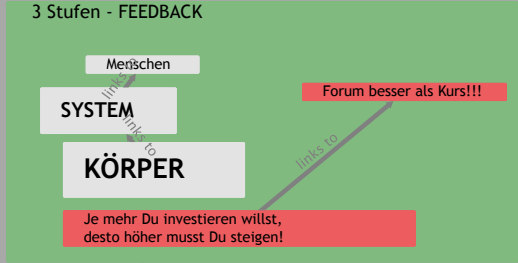 3 Stufen - FEEDBACK
Menschen
links to
SYSTEM
links to
KÖRPER
Forum besser als Kurs!!!
links to
Je mehr Du investieren willst,
desto höher musst Du steigen!